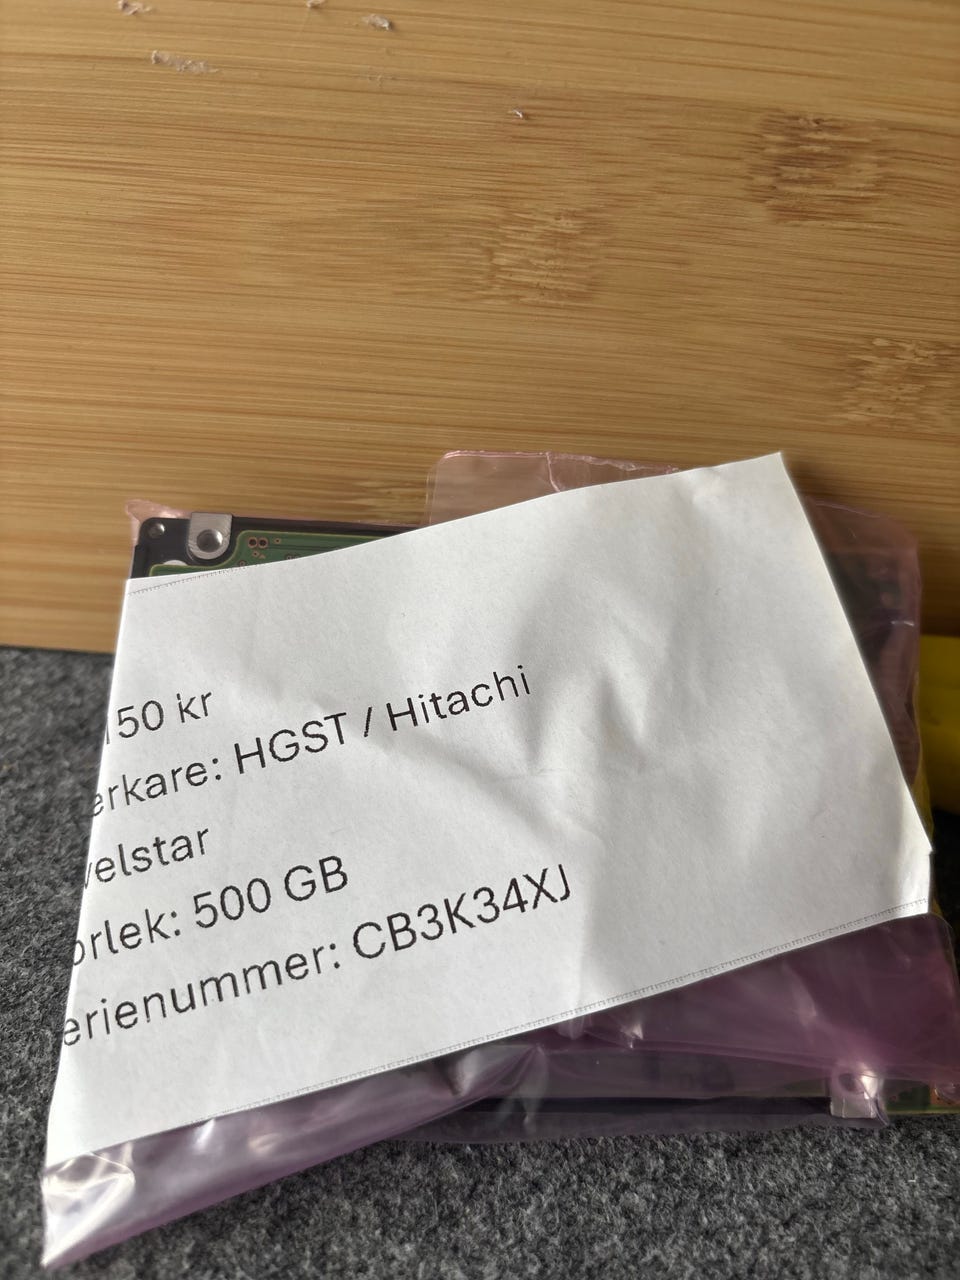 150 kr
erkare: HGST / Hitachi
velstar
orlek: 500 GB
erienummer: CB3K34XJ